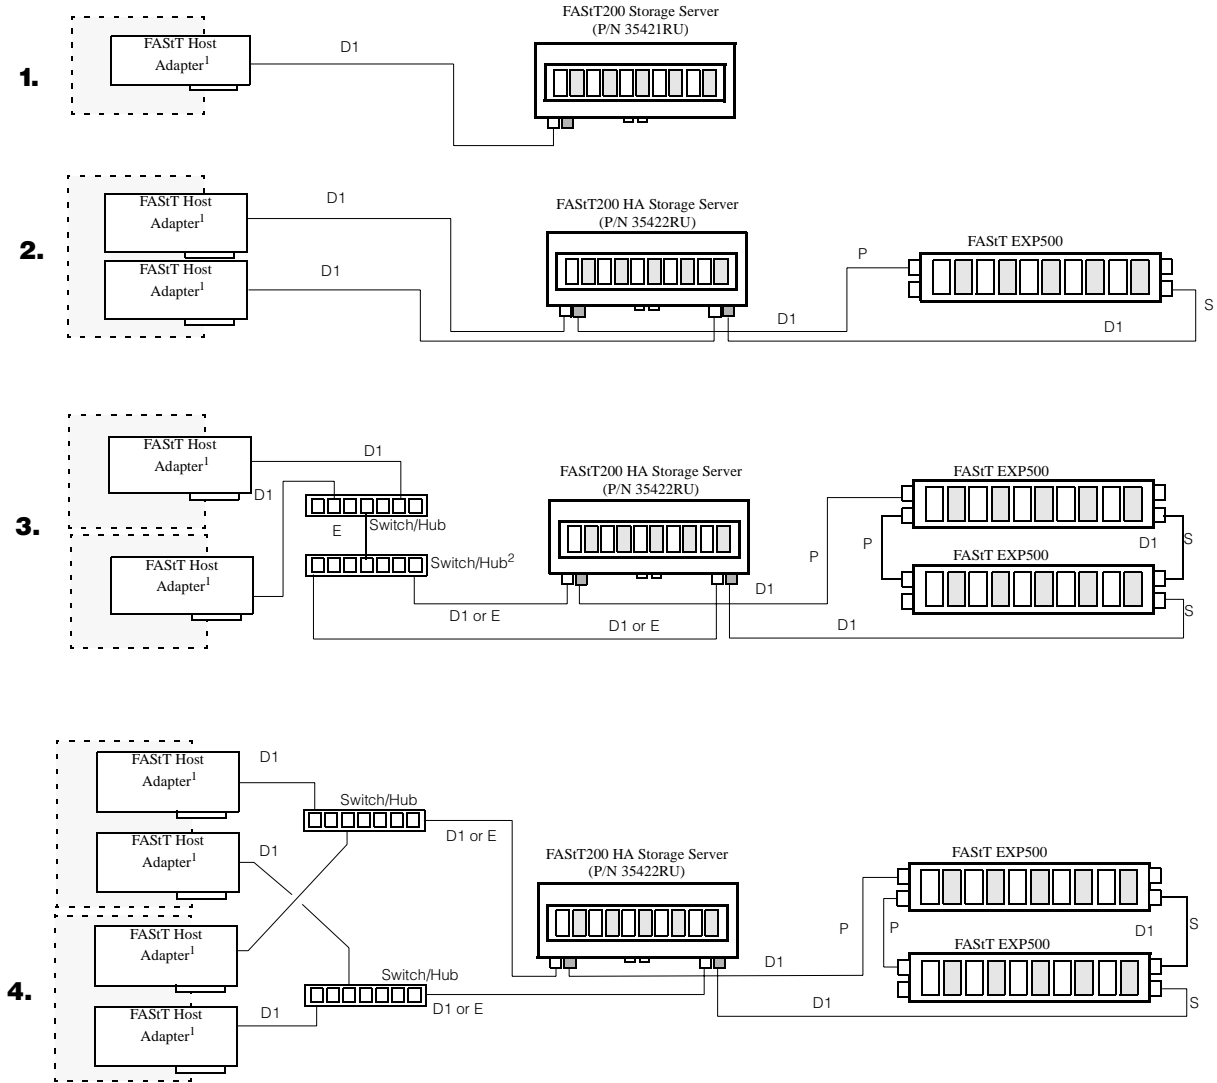 FAStT200 Storage Server
(P/N 35421RU)
FAStT Host
Adapter1
D1
1.
FAStT Host
Adapter1
D1
FAStT200 HA Storage Server
(P/N 35422RU)
2.
FAStT EXP500
P
FAStT Host
Adapter1
D1
S
D1
D1
FAStT Host
Adapter1
D1
FAStT200 HA Storage Server
(P/N 35422RU)
FAStT EXP500
D1
3.
E
Switch/Hub
P
P
D1
S
FAStT EXP500
FAStT Host
Adapter1
Switch/Hub2
D1
D1 or E
D1 or E
D1
S
FAStT Host
Adapter1
D1
Switch/Hub
D1 or E
FAStT Host
Adapter1
D1
FAStT200 HA Storage Server
(P/N 35422RU)
FAStT EXP500
P
P
D1
S
FAStT Host
Adapter1
FAStT EXP500
D1
4.
Switch/Hub
D1 or E
D1
S
FAStT Host
Adapter1
D1